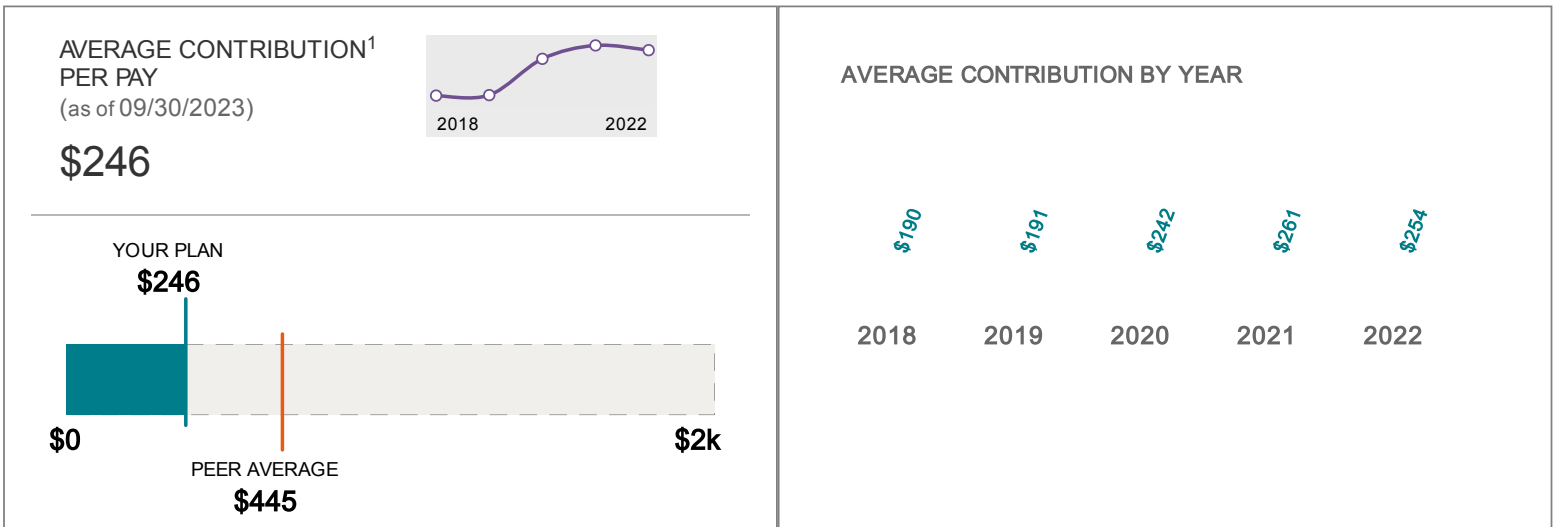 AVERAGE CONTRIBUTION1
PER PAY
(as of 09/30/2023)
$246
2018 2022
YOUR PLAN
$246
$0 $2k
PEER AVERAGE
$445
AVERAGE CONTRIBUTION BY YEAR
$190 $191 $242 $261 $254
2018 2019 2020 2021 2022